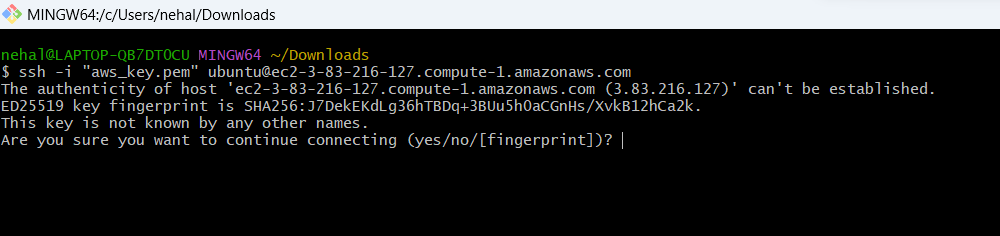 MINGW64:/c/Users/nehal/Downloads
nehal@LAPTOP-QB7DTOCU MINGW64 ~/Downloads
$ ssh -i "aws_key.pem" ubuntu@ec2-3-83-216-127.compute-1.amazonaws.com
The authenticity of host 'ec2-3-83-216-127.compute-1.amazonaws.com (3.83.216.127)' can't be established.
ED25519 key fingerprint is SHA256:J7DekEKdLg36hTBDq+3BUu5hOaCGnHs/XvkB12hCa2k.
This key is not known by any other names.
Are you sure you want to continue connecting (yes/no/[fingerprint])?